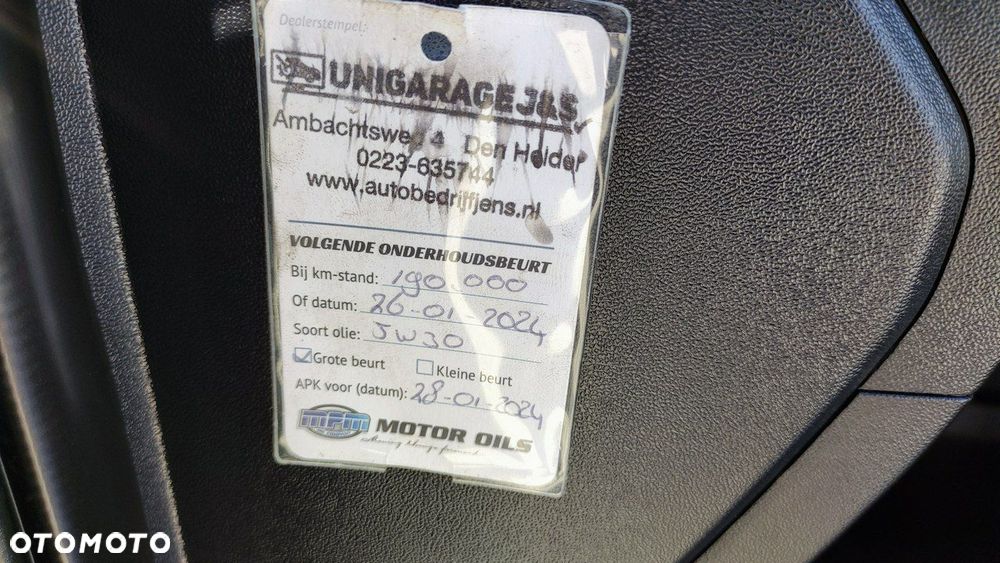 Dealerstempel:
UNIGARAGE J&S
Ambachtsweg 4 Den Helder
0223-635744
www.autobedrijfjens.nl
VOLGENDE ONDERHOUDSBEURT
Bij km-stand: 190.000
Of datum: 26-01-2024
Soort olie: 5W30
Grote beurt
Kleine beurt
APK voor (datum): 28-01-2024
MPM MOTOR OILS
OTOMOTO